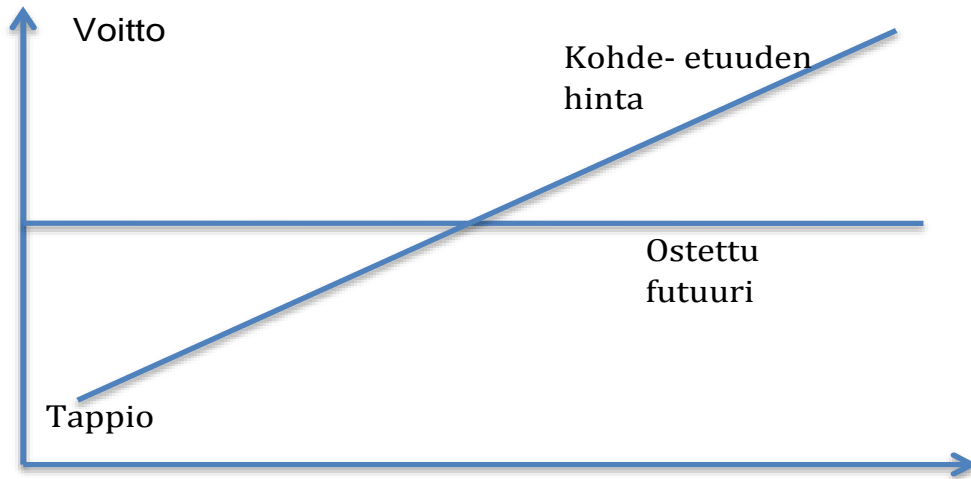 Voitto
Kohde- etuuden
hinta
Ostettu
futuuri
Tappio